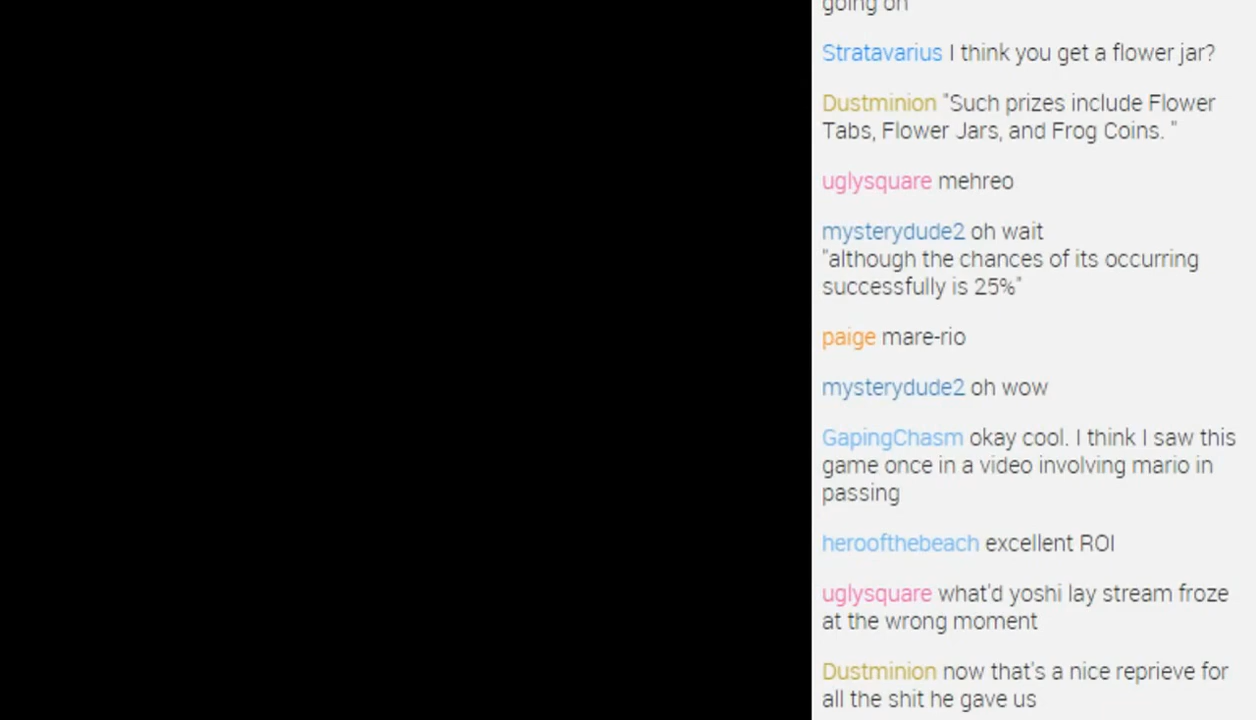 going on
Stratavarius I think you get a flower jar?
Dustminion "Such prizes include Flower
Tabs, Flower Jars, and Frog Coins. "
uglysquare mehreo
mysterydude2 oh wait
"although the chances of its occurring
successfully is 25%"
paige mare-rio
mysterydude2 oh wow
GapingChasm okay cool. I think I saw this
game once in a video involving mario in
passing
heroofthebeach excellent ROI
uglysquare what'd yoshi lay stream froze
at the wrong moment
Dustminion now that's a nice reprieve for
all the shit he gave us